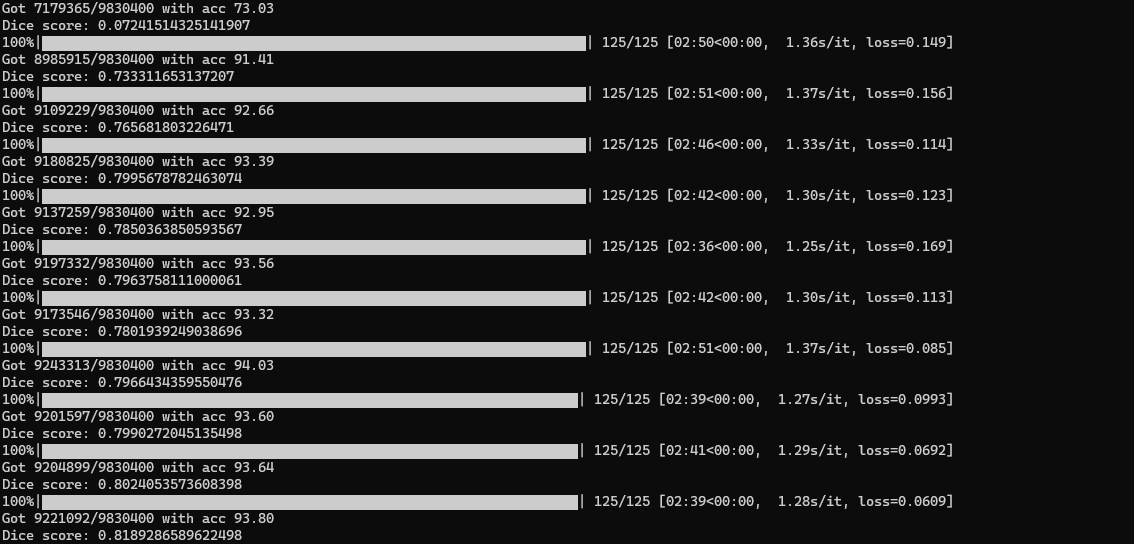 Got 7179365/9830400 with acc 73.03
Dice score: 0.07241514325141907
100%| | 125/125 [02:50<00:00,  1.36s/it, loss=0.149]
Got 8985915/9830400 with acc 91.41
Dice score: 0.733311653137207
100%| | 125/125 [02:51<00:00,  1.37s/it, loss=0.156]
Got 9109229/9830400 with acc 92.66
Dice score: 0.765681803226471
100%| | 125/125 [02:46<00:00,  1.33s/it, loss=0.114]
Got 9180825/9830400 with acc 93.39
Dice score: 0.7995678782463074
100%| | 125/125 [02:42<00:00,  1.30s/it, loss=0.123]
Got 9137259/9830400 with acc 92.95
Dice score: 0.7850363850593567
100%| | 125/125 [02:36<00:00,  1.25s/it, loss=0.169]
Got 9197332/9830400 with acc 93.56
Dice score: 0.7963758111000061
100%| | 125/125 [02:42<00:00,  1.30s/it, loss=0.113]
Got 9173546/9830400 with acc 93.32
Dice score: 0.7801939249038696
100%| | 125/125 [02:51<00:00,  1.37s/it, loss=0.085]
Got 9243313/9830400 with acc 94.03
Dice score: 0.7966434359550476
100%| | 125/125 [02:39<00:00,  1.27s/it, loss=0.0993]
Got 9201597/9830400 with acc 93.60
Dice score: 0.7990272045135498
100%| | 125/125 [02:41<00:00,  1.29s/it, loss=0.0692]
Got 9204899/9830400 with acc 93.64
Dice score: 0.8024053573608398
100%| | 125/125 [02:39<00:00,  1.28s/it, loss=0.0609]
Got 9221092/9830400 with acc 93.80
Dice score: 0.8189286589622498